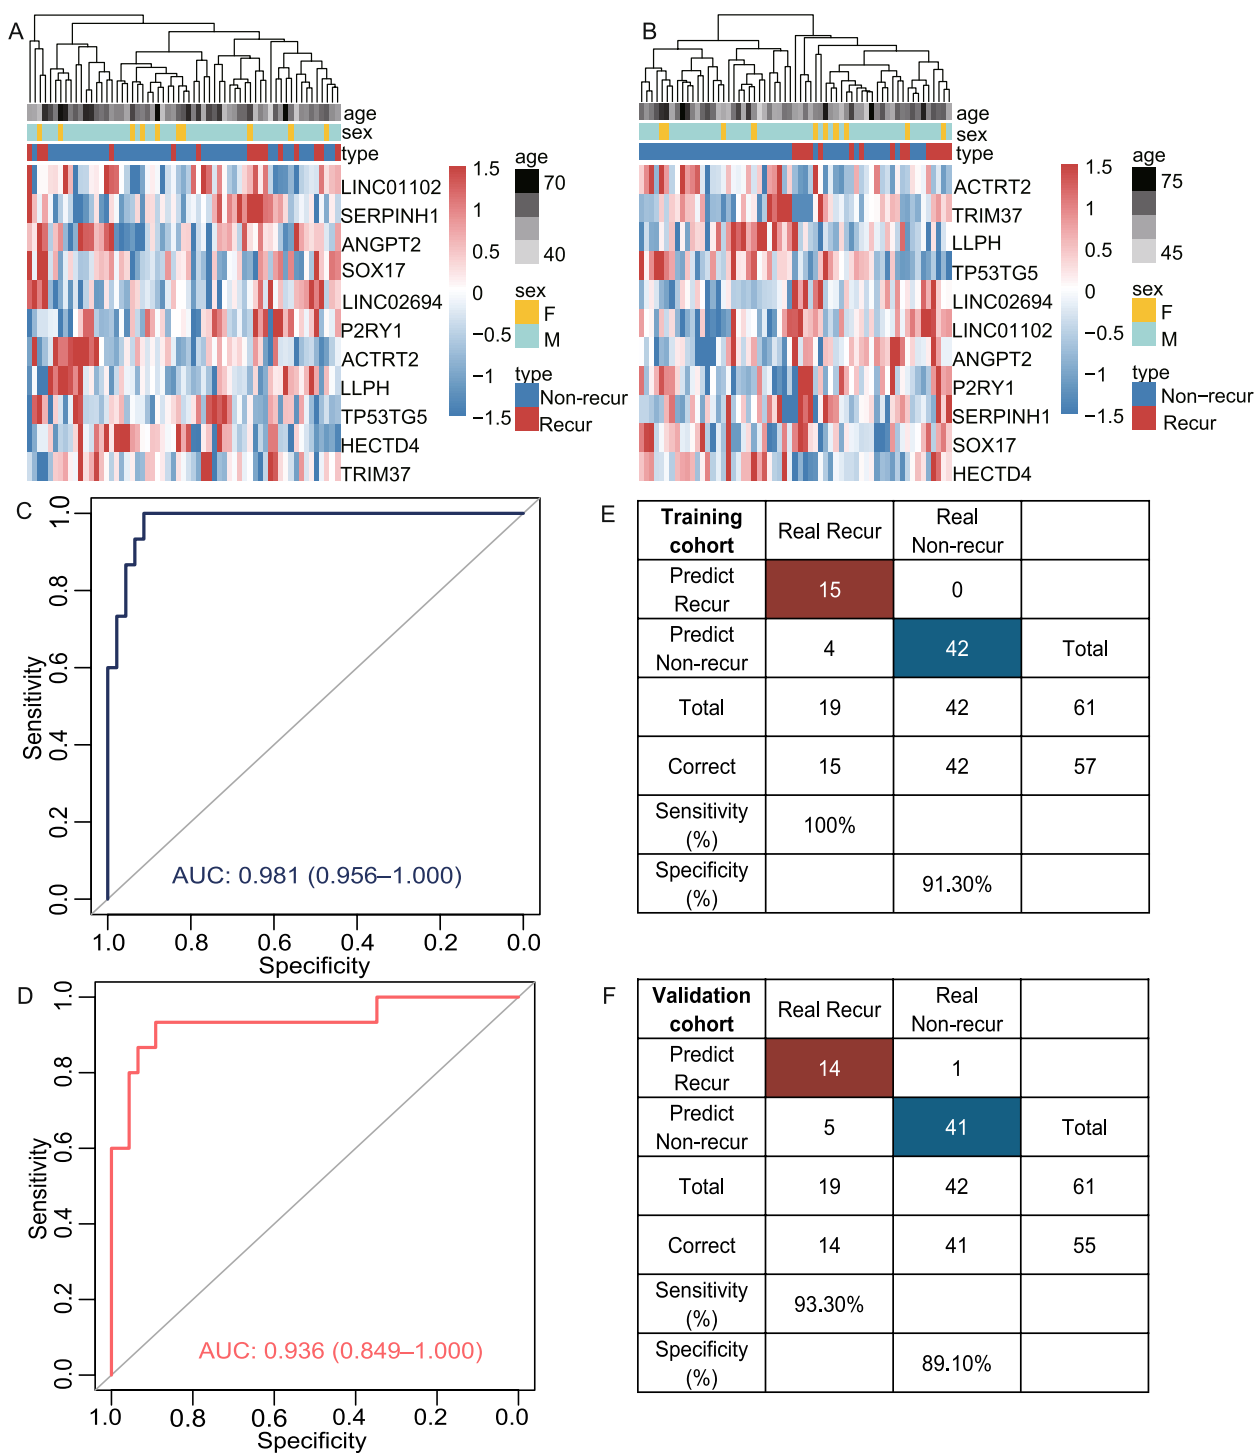 A
age
sex
type
LINC01102
SERPINH1
ANGPT2
SOX17
LINC02694
P2RY1
ACTRT2
LLPH
TP53TG5
HECTD4
TRIM37
1.5
1
0.5
0
−0.5
−1
−1.5
age
70
40
sex
F
M
type
Non-recur
Recur
B
age
sex
type
ACTRT2
TRIM37
LLPH
TP53TG5
LINC02694
LINC01102
ANGPT2
P2RY1
SERPINH1
SOX17
HECTD4
1.5
1
0.5
0
−0.5
−1
−1.5
age
75
45
sex
F
M
type
Non−recur
Recur
C
Sensitivity
1.0
0.8
0.6
0.4
0.2
0.0
AUC: 0.981 (0.956–1.000)
1.0 0.8 0.6 0.4 0.2 0.0
Specificity
E
Training cohort Real Recur Real Non-recur
Predict Recur 15 0
Predict Non-recur 4 42 Total
Total 19 42 61
Correct 15 42 57
Sensitivity (%) 100%
Specificity (%) 91.30%
D
Sensitivity
1.0
0.8
0.6
0.4
0.2
0.0
AUC: 0.936 (0.849–1.000)
1.0 0.8 0.6 0.4 0.2 0.0
Specificity
F
Validation cohort Real Recur Real Non-recur
Predict Recur 14 1
Predict Non-recur 5 41 Total
Total 19 42 61
Correct 14 41 55
Sensitivity (%) 93.30%
Specificity (%) 89.10%